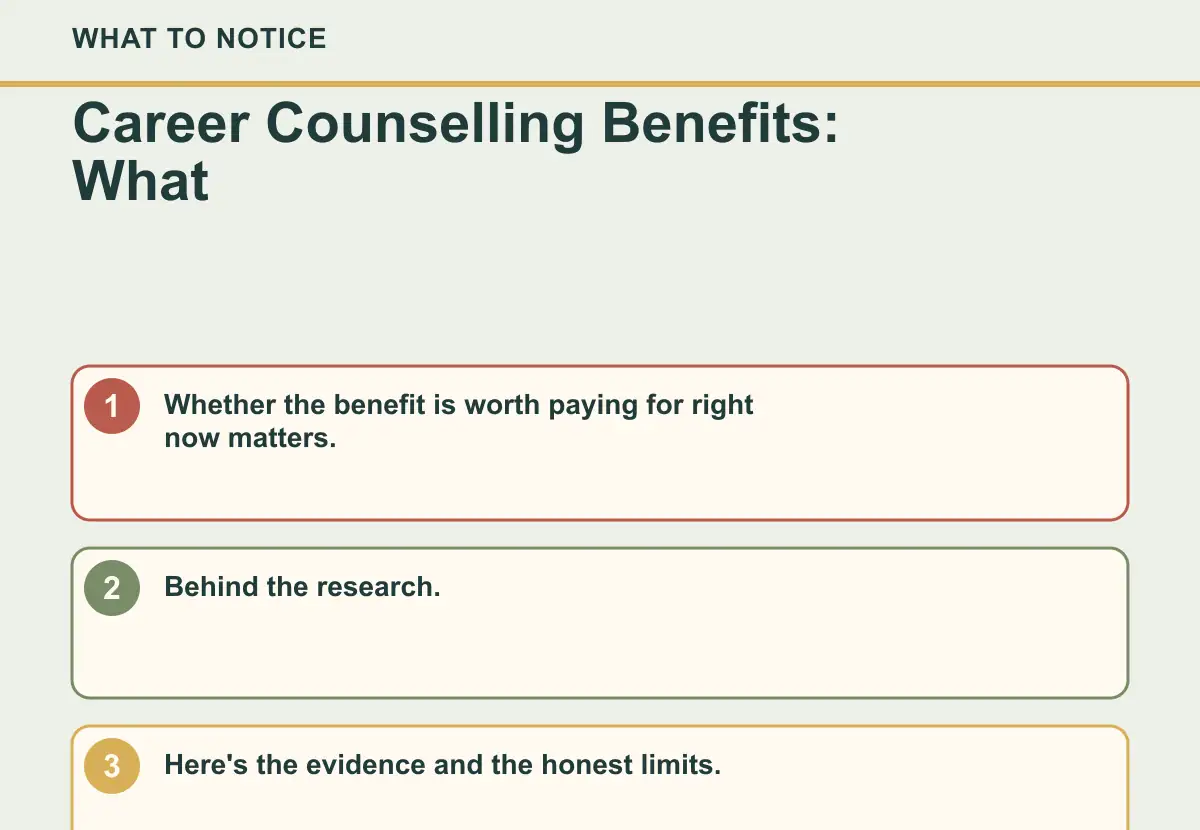 WHAT TO NOTICE
Career Counselling Benefits:
What
1
Whether the benefit is worth paying for right
now matters.
2
Behind the research.
3
Here's the evidence and the honest limits.